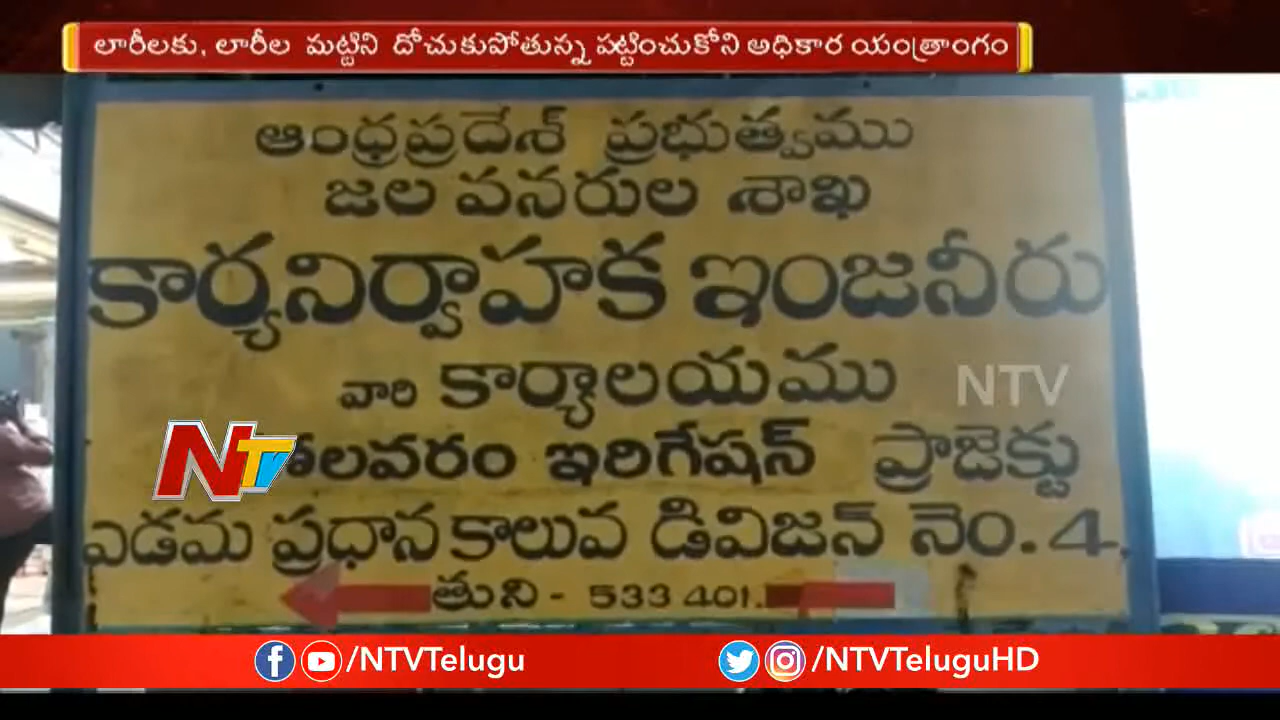 లారీలకు, లారీల మట్టిని దోచుకుపోతున్న పట్టించుకోని అధికార యంత్రాంగం
ఆంధ్రప్రదేశ్ ప్రభుత్వము
జల వనరుల శాఖ
కార్యనిర్వాహక ఇంజనీరు
వారి కార్యాలయము
NTV
NTV
పోలవరం ఇరిగేషన్ ప్రాజెక్టు
ఎడమ ప్రధాన కాలువ డివిజన్ నెం.4,
తుని - 533 401.
/NTVTelugu /NTVTeluguHD